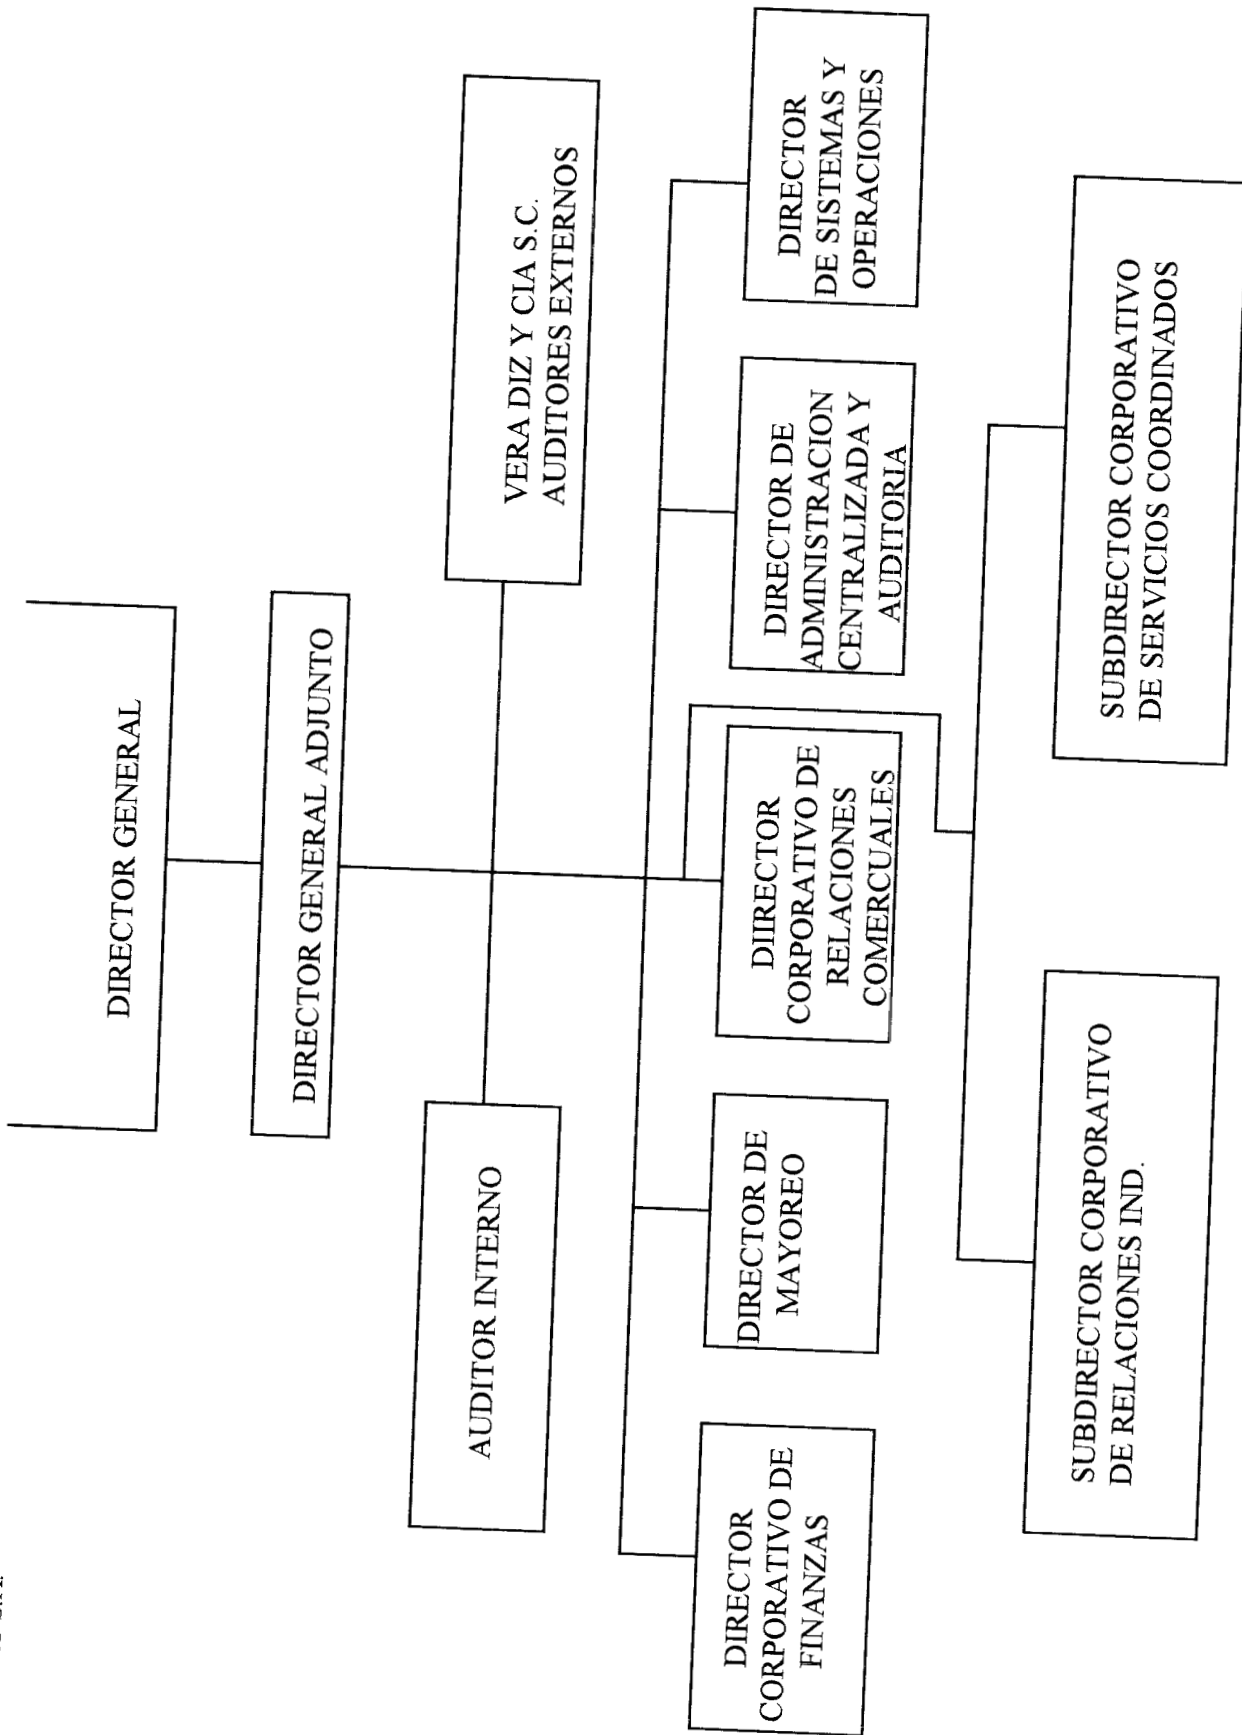 DIRECTOR GENERAL
DIRECTOR GENERAL ADJUNTO
AUDITOR INTERNO
VERA DIZ Y CIA S.C.
AUDITORES EXTERNOS
DIRECTOR
CORPORATIVO DE
FINANZAS
DIRECTOR DE
MAYOREO
DIIRECTOR
CORPORATIVO DE
RELACIONES
COMERCUALES
DIRECTOR DE
ADMINISTRACION
CENTRALIZADA Y
AUDITORIA
DIRECTOR
DE SISTEMAS Y
OPERACIONES
SUBDIRECTOR CORPORATIVO
DE RELACIONES IND.
SUBDIRECTOR CORPORATIVO
DE SERVICIOS COORDINADOS